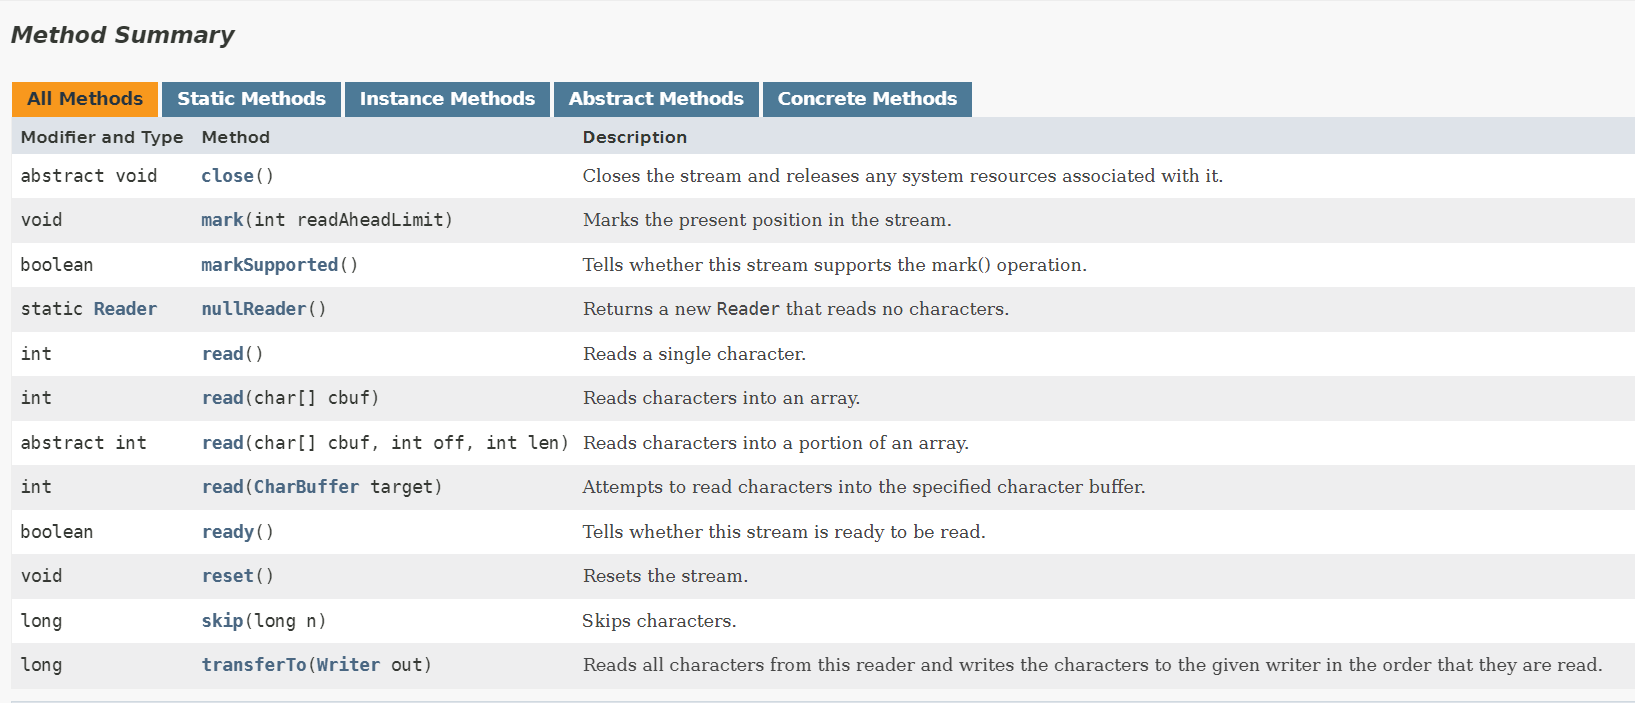 Method Summary
All Methods Static Methods Instance Methods Abstract Methods Concrete Methods
Modifier and Type Method Description
abstract void close() Closes the stream and releases any system resources associated with it.
void mark(int readAheadLimit) Marks the present position in the stream.
boolean markSupported() Tells whether this stream supports the mark() operation.
static Reader nullReader() Returns a new Reader that reads no characters.
int read() Reads a single character.
int read(char[] cbuf) Reads characters into an array.
abstract int read(char[] cbuf, int off, int len) Reads characters into a portion of an array.
int read(CharBuffer target) Attempts to read characters into the specified character buffer.
boolean ready() Tells whether this stream is ready to be read.
void reset() Resets the stream.
long skip(long n) Skips characters.
long transferTo(Writer out) Reads all characters from this reader and writes the characters to the given writer in the order that they are read.